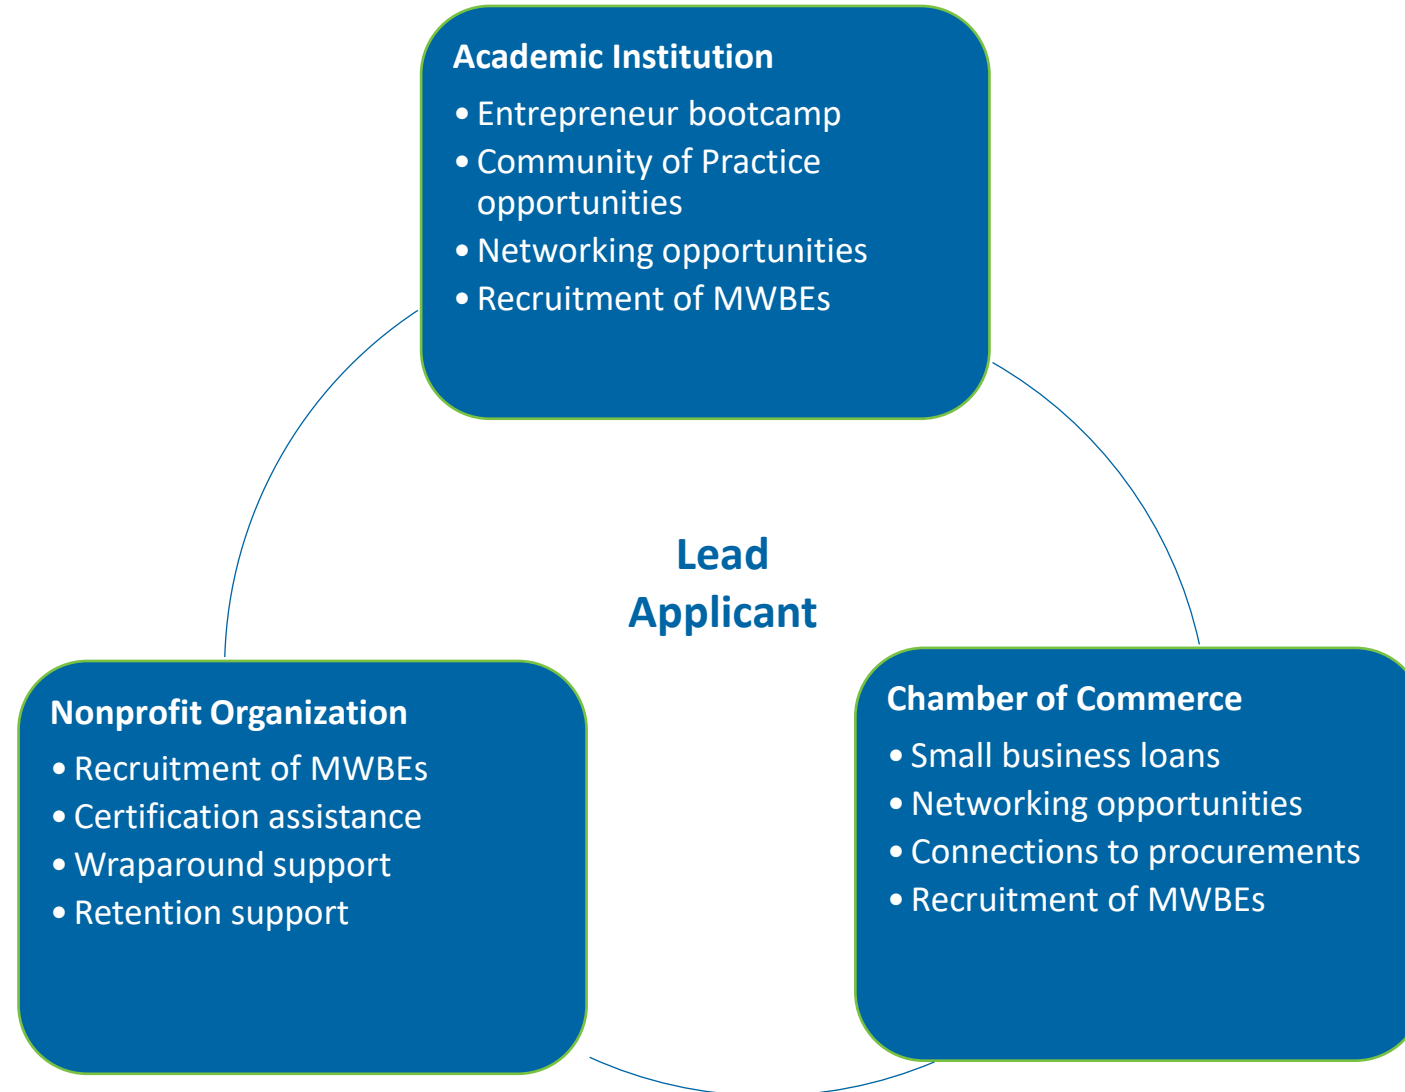 Academic Institution
• Entrepreneur bootcamp
• Community of Practice
opportunities
• Networking opportunities
• Recruitment of MWBEs
Lead
Applicant
Nonprofit Organization
• Recruitment of MWBEs
• Certification assistance
• Wraparound support
• Retention support
Chamber of Commerce
• Small business loans
• Networking opportunities
• Connections to procurements
• Recruitment of MWBEs